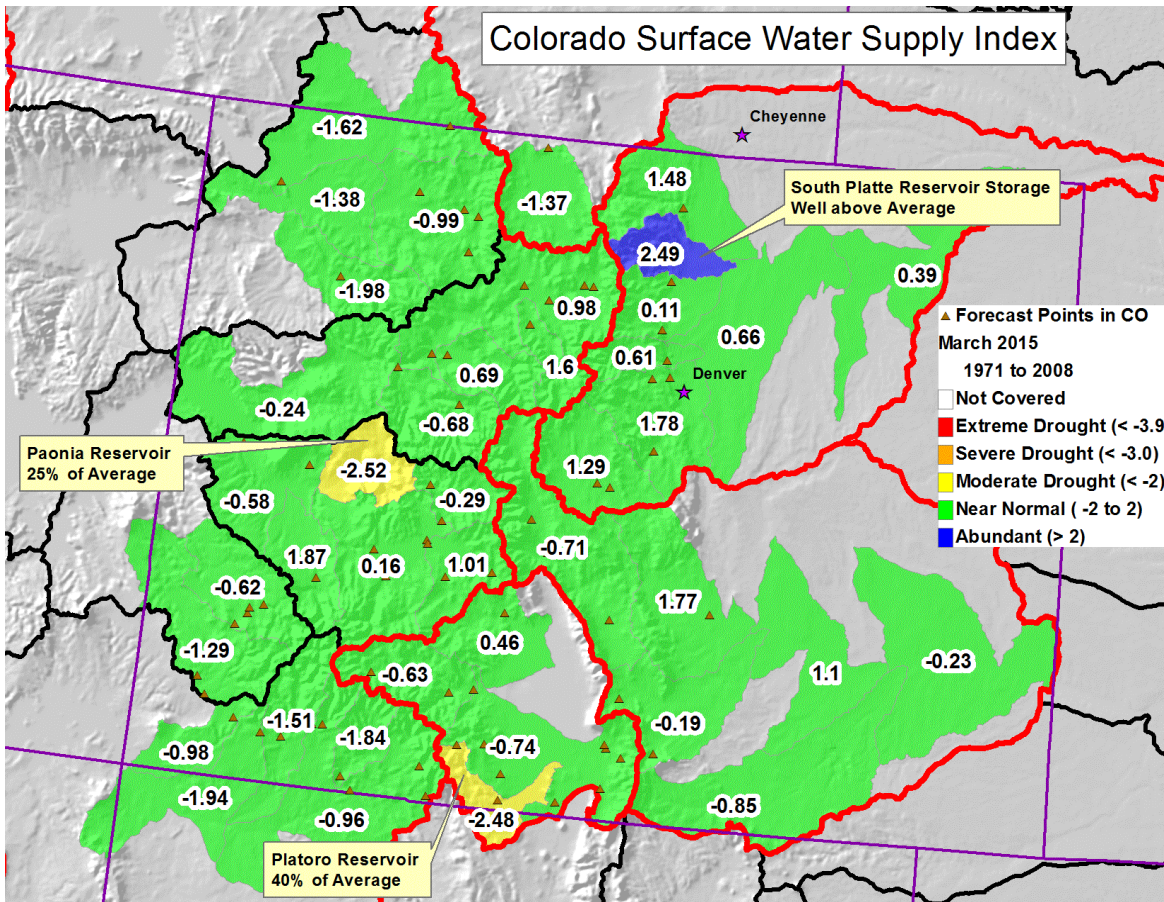 Colorado Surface Water Supply Index
Cheyenne
-1.62
1.48
-1.37
South Platte Reservoir Storage
Well above Average
-1.38
-0.99
2.49
0.39
-1.98
0.98
0.11
Forecast Points in CO
March 2015
1971 to 2008
Not Covered
Extreme Drought (< -3.9
Severe Drought (< -3.0)
Moderate Drought (< -2)
Near Normal ( -2 to 2)
Abundant (> 2)
0.66
0.61
1.6
0.69
Denver
-0.24
-0.68
1.78
Paonia Reservoir
25% of Average
-2.52
1.29
-0.58
-0.29
-0.71
1.87
0.16
1.01
-0.62
1.77
-1.29
0.46
-0.63
1.1
-0.23
-1.51
-1.84
-0.19
-0.98
-0.74
-1.94
-0.96
-2.48
-0.85
Platoro Reservoir
40% of Average